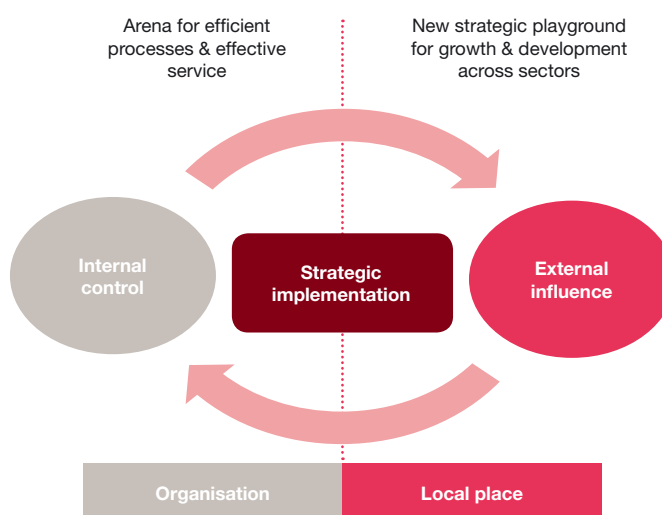 Arena for efficient
processes & effective
service
New strategic playground
for growth & development
across sectors
Internal
control
Strategic
implementation
External
influence
Organisation
Local place